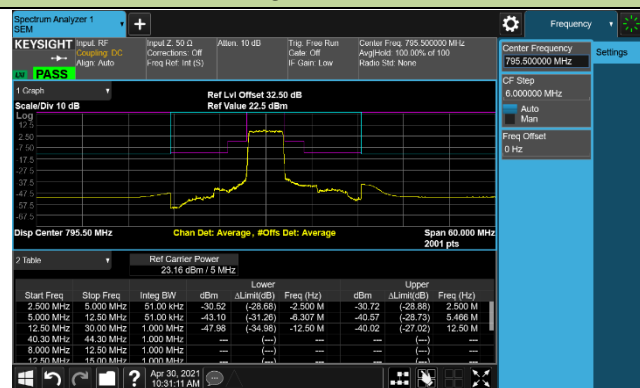 Spectrum Analyzer 1
SEM
+
Frequency
KEYSIGHT
Input: RF
Coupling: DC
Align: Auto
Input Z: 50 Ω
Corrections: Off
Freq Ref: Int (S)
Atten: 10 dB
Trig: Free Run
Gate: Off
IF Gain: Low
Center Freq: 795.500000 MHz
Avg|Hold: 100.00% of 100
Radio Std: None
LV PASS
Center Frequency
795.500000 MHz
Settings
CF Step
6.000000 MHz
Auto
Man
Freq Offset
0 Hz
1 Graph
Scale/Div 10 dB
Ref Lvl Offset 32.50 dB
Ref Value 22.5 dBm
Log
12.5
2.50
-7.50
-17.5
-27.5
-37.5
-47.5
-57.5
-67.5
Disp Center 795.50 MHz
Chan Det: Average , #Offs Det: Average
Span 60.000 MHz
2001 pts
2 Table
Ref Carrier Power
23.16 dBm / 5 MHz
Lower Upper
Start Freq Stop Freq Integ BW dBm ΔLimit(dB) Freq (Hz) dBm ΔLimit(dB) Freq (Hz)
2.500 MHz 5.000 MHz 51.00 kHz -30.52 (-28.68) -2.500 M -30.72 (-28.88) 2.500 M
5.000 MHz 12.50 MHz 51.00 kHz -43.10 (-31.26) -6.307 M -40.57 (-28.73) 5.466 M
12.50 MHz 30.00 MHz 1.000 MHz -47.98 (-34.98) -12.50 M -40.02 (-27.02) 12.50 M
40.30 MHz 44.30 MHz 1.000 MHz --- (---) --- --- (---) ---
8.000 MHz 12.50 MHz 1.000 MHz --- (---) --- --- (---) ---
12.50 MHz 15.00 MHz 1.000 MHz --- (---) --- --- (---) ---
? Apr 30, 2021
10:31:11 AM